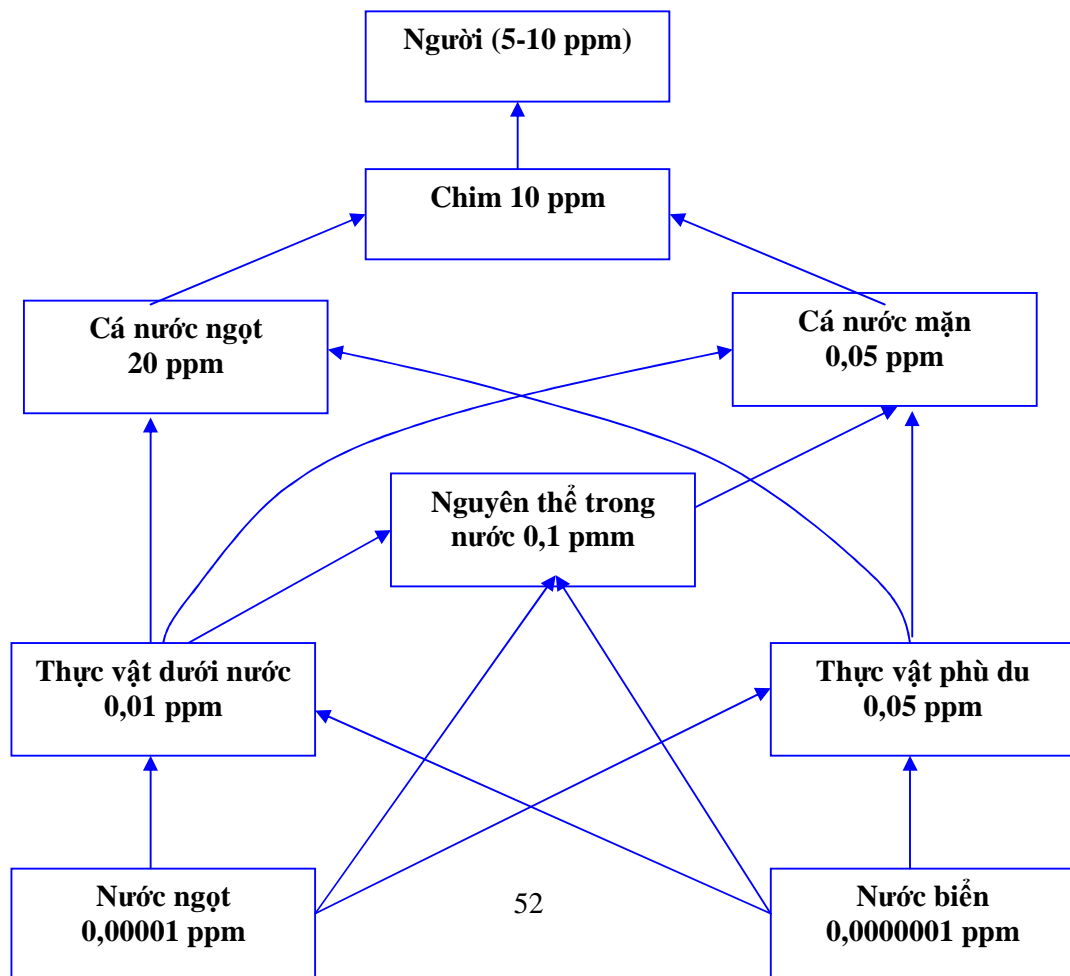 Người (5-10 ppm)
Chim 10 ppm
Cá nước ngọt
20 ppm
Cá nước mặn
0,05 ppm
Nguyên thể trong
nước 0,1 pmm
Thực vật dưới nước
0,01 ppm
Thực vật phù du
0,05 ppm
Nước ngọt
0,00001 ppm
52
Nước biển
0,0000001 ppm